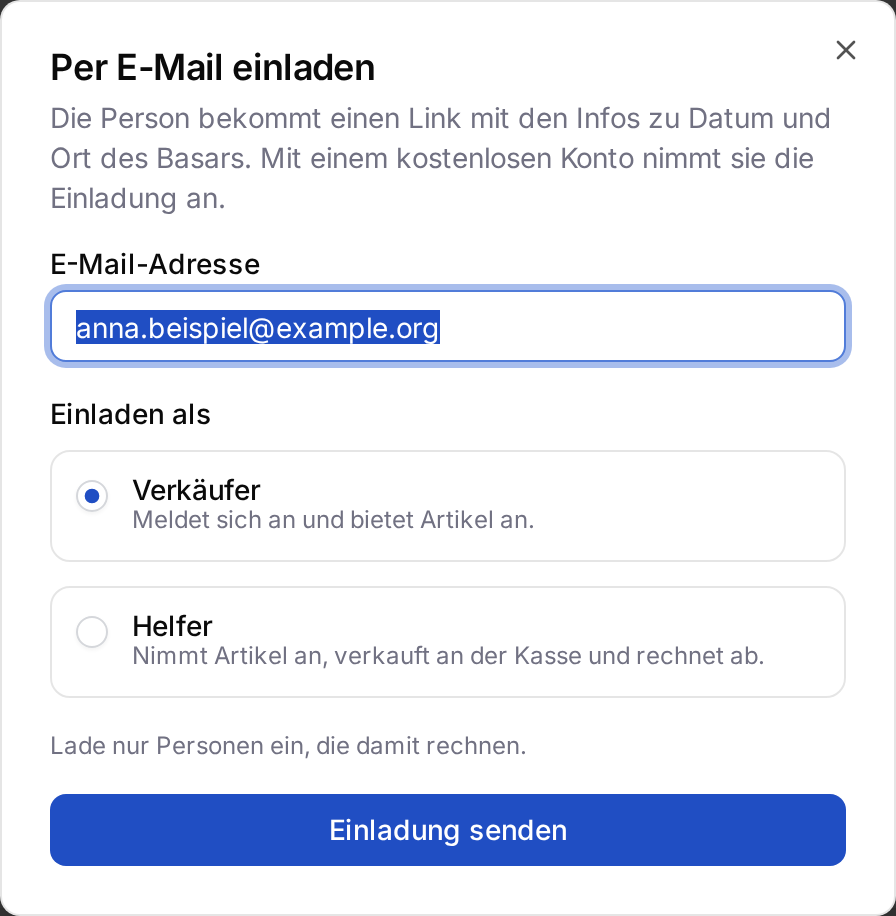 Per E-Mail einladen
Die Person bekommt einen Link mit den Infos zu Datum und
Ort des Basars. Mit einem kostenlosen Konto nimmt sie die
Einladung an.
E-Mail-Adresse
anna.beispiel@example.org
Einladen als
Verkäufer
Meldet sich an und bietet Artikel an.
Helfer
Nimmt Artikel an, verkauft an der Kasse und rechnet ab.
Lade nur Personen ein, die damit rechnen.
Einladung senden